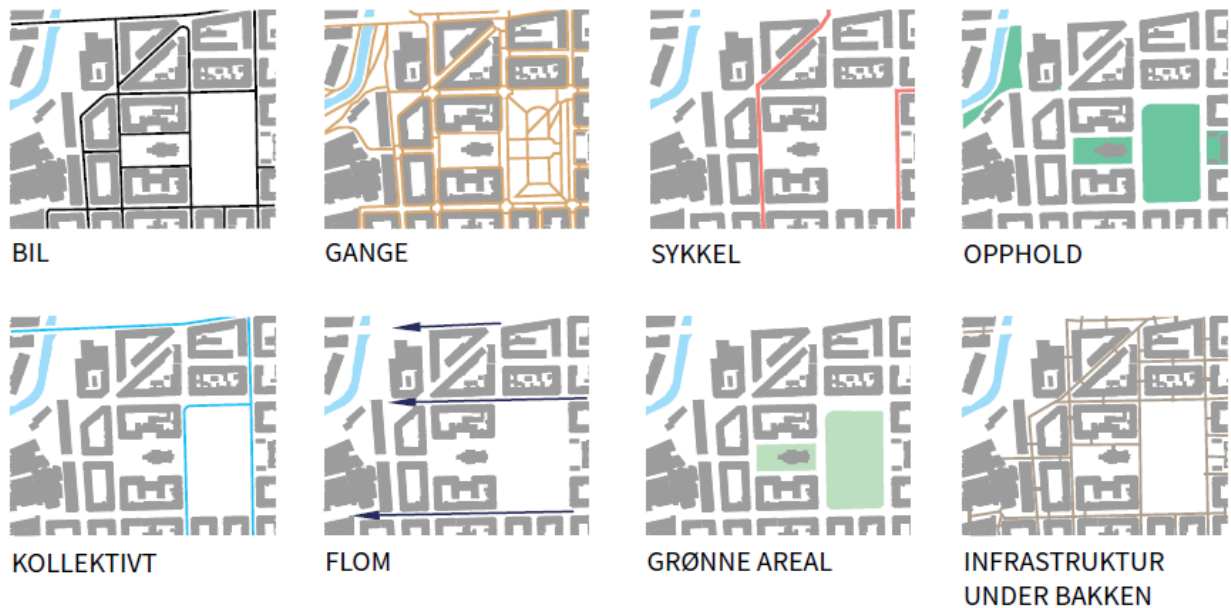 BIL
GANGE
SYKKEL
OPPHOLD
KOLLEKTIVT
FLOM
GRØNNE AREAL
INFRASTRUKTUR
UNDER BAKKEN